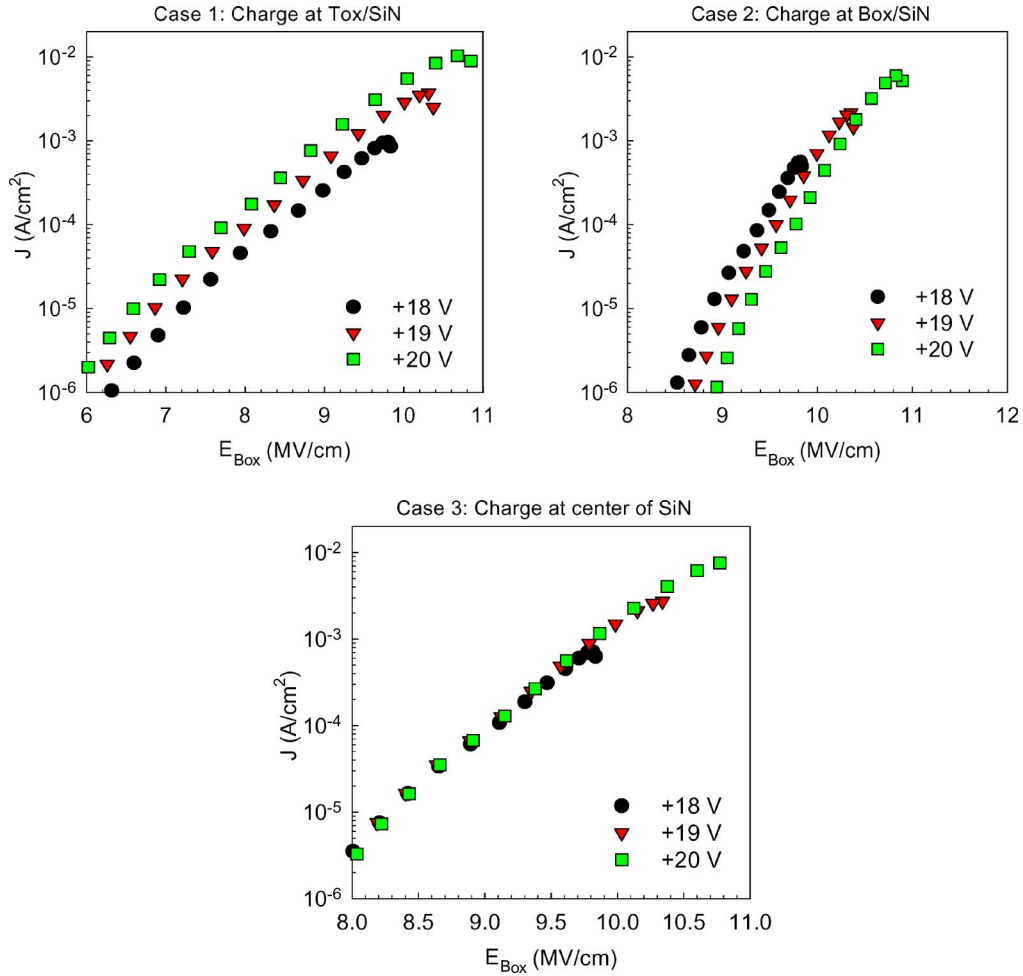 Case 1: Charge at Tox/SiN
J (A/cm²)
10⁻²
10⁻³
10⁻⁴
10⁻⁵
10⁻⁶
+18 V
+19 V
+20 V
6 7 8 9 10 11
E_Box (MV/cm)
Case 2: Charge at Box/SiN
J (A/cm²)
10⁻²
10⁻³
10⁻⁴
10⁻⁵
10⁻⁶
+18 V
+19 V
+20 V
8 9 10 11 12
E_Box (MV/cm)
Case 3: Charge at center of SiN
J (A/cm²)
10⁻²
10⁻³
10⁻⁴
10⁻⁵
10⁻⁶
+18 V
+19 V
+20 V
8.0 8.5 9.0 9.5 10.0 10.5 11.0
E_Box (MV/cm)